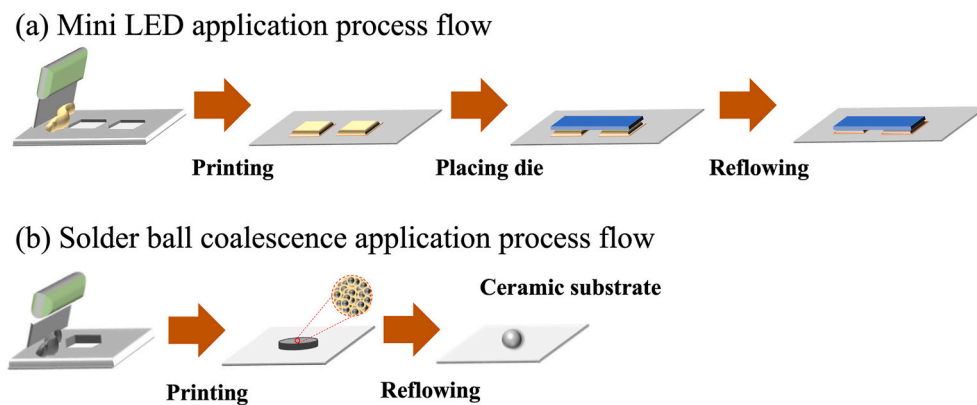 (a) Mini LED application process flow
Printing
Placing die
Reflowing
(b) Solder ball coalescence application process flow
Ceramic substrate
Printing
Reflowing